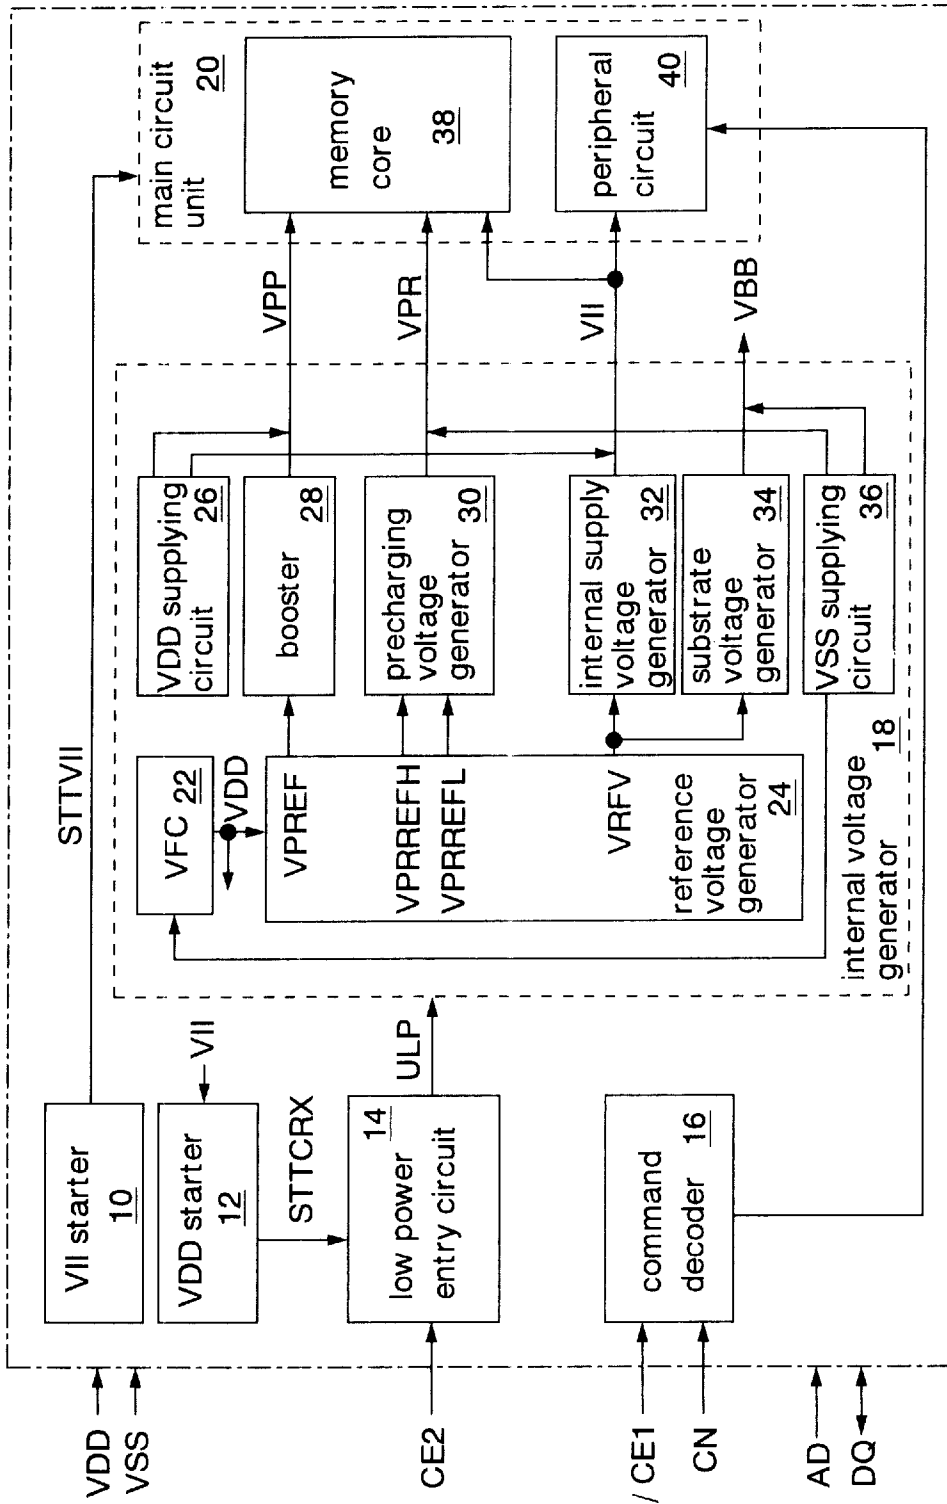 VDD
VSS
CE2
/ CE1
CN
AD
DQ
VII starter
10
VDD starter
12
VII
STTCRX
low power
entry circuit
14
ULP
command
decoder
16
STTVII
VFC 22
VDD
VPREF
VPRREFH
VPRREFL
VRFV
reference
voltage
generator
24
internal voltage
generator
18
VDD supplying
circuit
26
booster
28
precharging
voltage
generator
30
internal supply
voltage
generator
32
substrate
voltage
generator
34
VSS supplying
circuit
36
VPP
VPR
VII
VBB
main circuit
unit
20
memory
core
38
peripheral
circuit
40